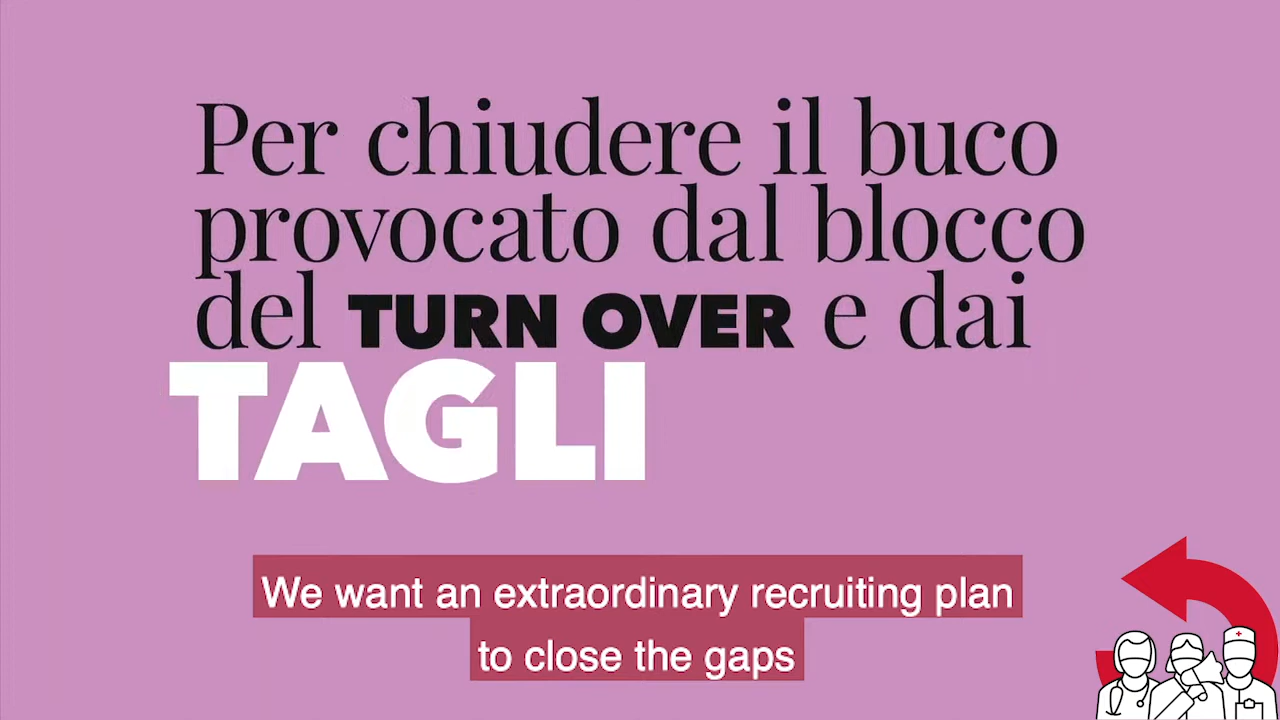 Per chiudere il buco
provocato dal blocco
del TURN OVER e dai
TAGLI
We want an extraordinary recruiting plan
to close the gaps